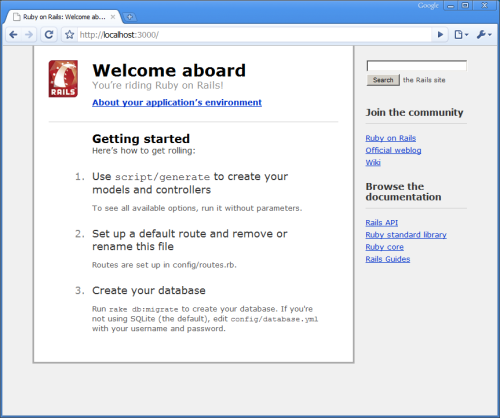 Google
Ruby on Rails: Welcome ab...
http://localhost:3000/
RAILS
Welcome aboard
You're riding Ruby on Rails!
About your application's environment
Getting started
Here's how to get rolling:
1. Use script/generate to create your
models and controllers
To see all available options, run it without parameters.
2. Set up a default route and remove or
rename this file
Routes are set up in config/routes.rb.
3. Create your database
Run rake db:migrate to create your database. If you're
not using SQLite (the default), edit config/database.yml
with your username and password.
Search the Rails site
Join the community
Ruby on Rails
Official weblog
Wiki
Browse the
documentation
Rails API
Ruby standard library
Ruby core
Rails Guides